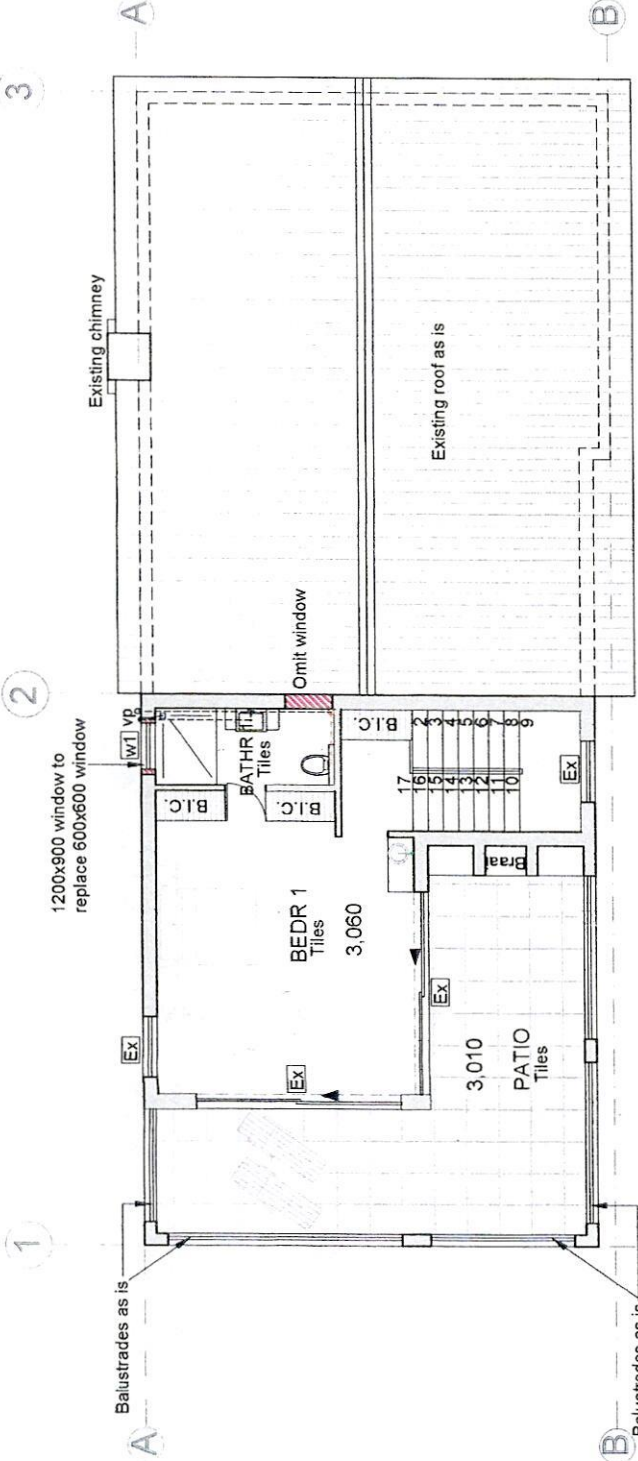 A
B
3
2
1
A
B
Existing chimney
Existing roof as is
Omit window
1200x900 window to
replace 600x600 window
w1
vp
BATHR 1
Tiles
B.I.C.
B.I.C.
B.I.C.
17
16
15
14
13
12
11
10
2
3
4
5
6
7
8
9
Ex
Braai
BEDR 1
Tiles
3,060
Ex
Ex
Ex
3,010
PATIO
Tiles
Balustrades as is
Balustrades as is